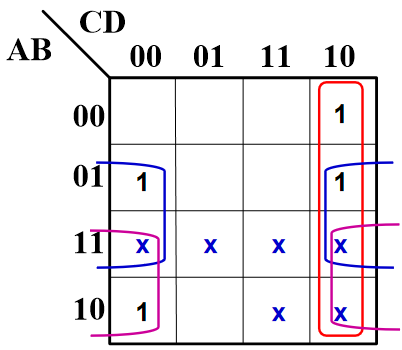 CD
AB
00 01 11 10
00 1
01 1 1
11 x x x x
10 1 x x